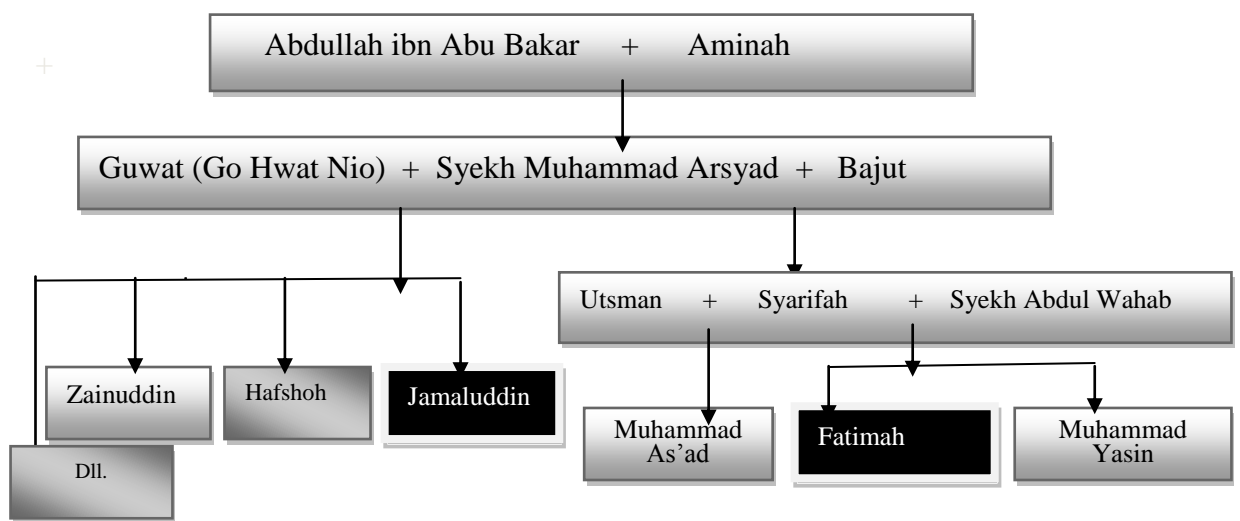 Abdullah ibn Abu Bakar + Aminah
Guwat (Go Hwat Nio) + Syekh Muhammad Arsyad + Bajut
Utsman + Syarifah + Syekh Abdul Wahab
Zainuddin
Hafshoh
Jamaluddin
Muhammad
As’ad
Fatimah
Muhammad
Yasin
Dll.